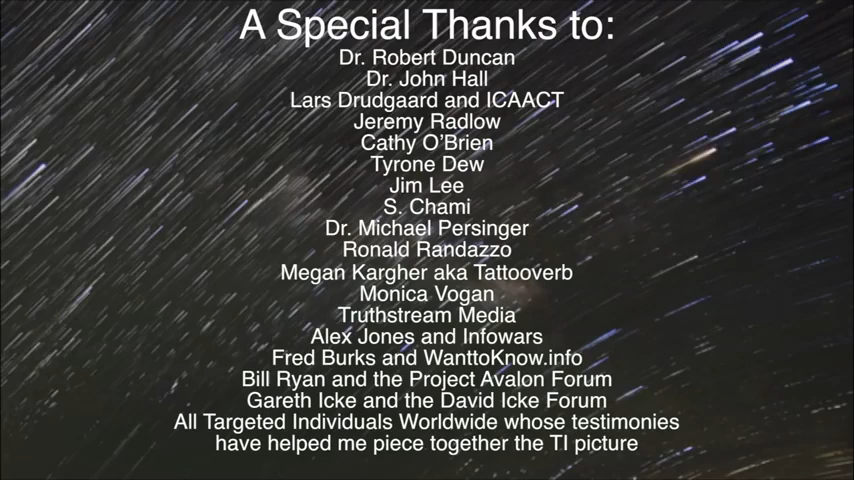 A Special Thanks to:
Dr. Robert Duncan
Dr. John Hall
Lars Drudgaard and ICAACT
Jeremy Radlow
Cathy O'Brien
Tyrone Dew
Jim Lee
S. Chami
Dr. Michael Persinger
Ronald Randazzo
Megan Kargher aka Tattooverb
Monica Vogan
Truthstream Media
Alex Jones and Infowars
Fred Burks and WanttoKnow.info
Bill Ryan and the Project Avalon Forum
Gareth Icke and the David Icke Forum
All Targeted Individuals Worldwide whose testimonies
have helped me piece together the TI picture